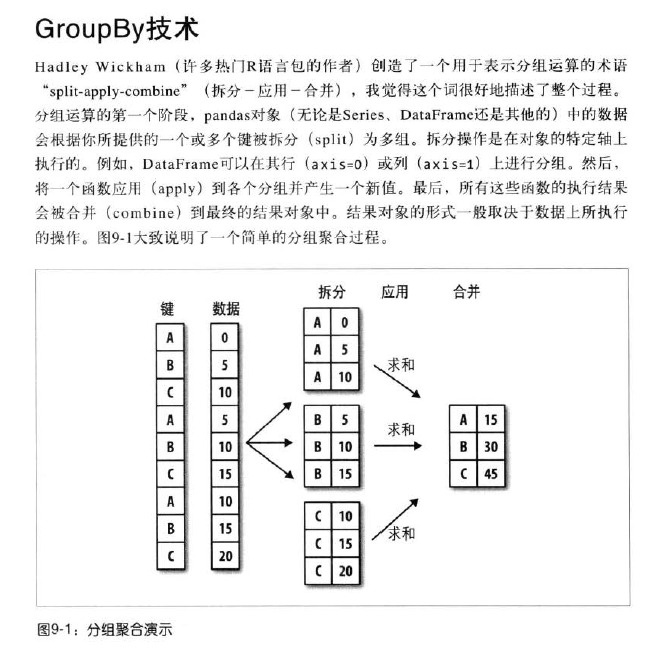 GroupBy技术
Hadley Wickham（许多热门R语言包的作者）创造了一个用于表示分组运算的术语
“split-apply-combine”（拆分－应用－合并），我觉得这个词很好地描述了整个过程。
分组运算的第一个阶段，pandas对象（无论是Series、DataFrame还是其他的）中的数据
会根据你所提供的一个或多个键被拆分（split）为多组。拆分操作是在对象的特定轴上
执行的。例如，DataFrame可以在其行（axis=0）或列（axis=1）上进行分组。然后，
将一个函数应用（apply）到各个分组并产生一个新值。最后，所有这些函数的执行结果
会被合并（combine）到最终的结果对象中。结果对象的形式一般取决于数据上所执行
的操作。图9-1大致说明了一个简单的分组聚合过程。
键 数据
A 0
B 5
C 10
A 5
B 10
C 15
A 10
B 15
C 20
拆分 应用 合并
A 0
A 5
A 10
B 5
B 10
B 15
C 10
C 15
C 20
求和
求和
求和
A 15
B 30
C 45
图9-1：分组聚合演示